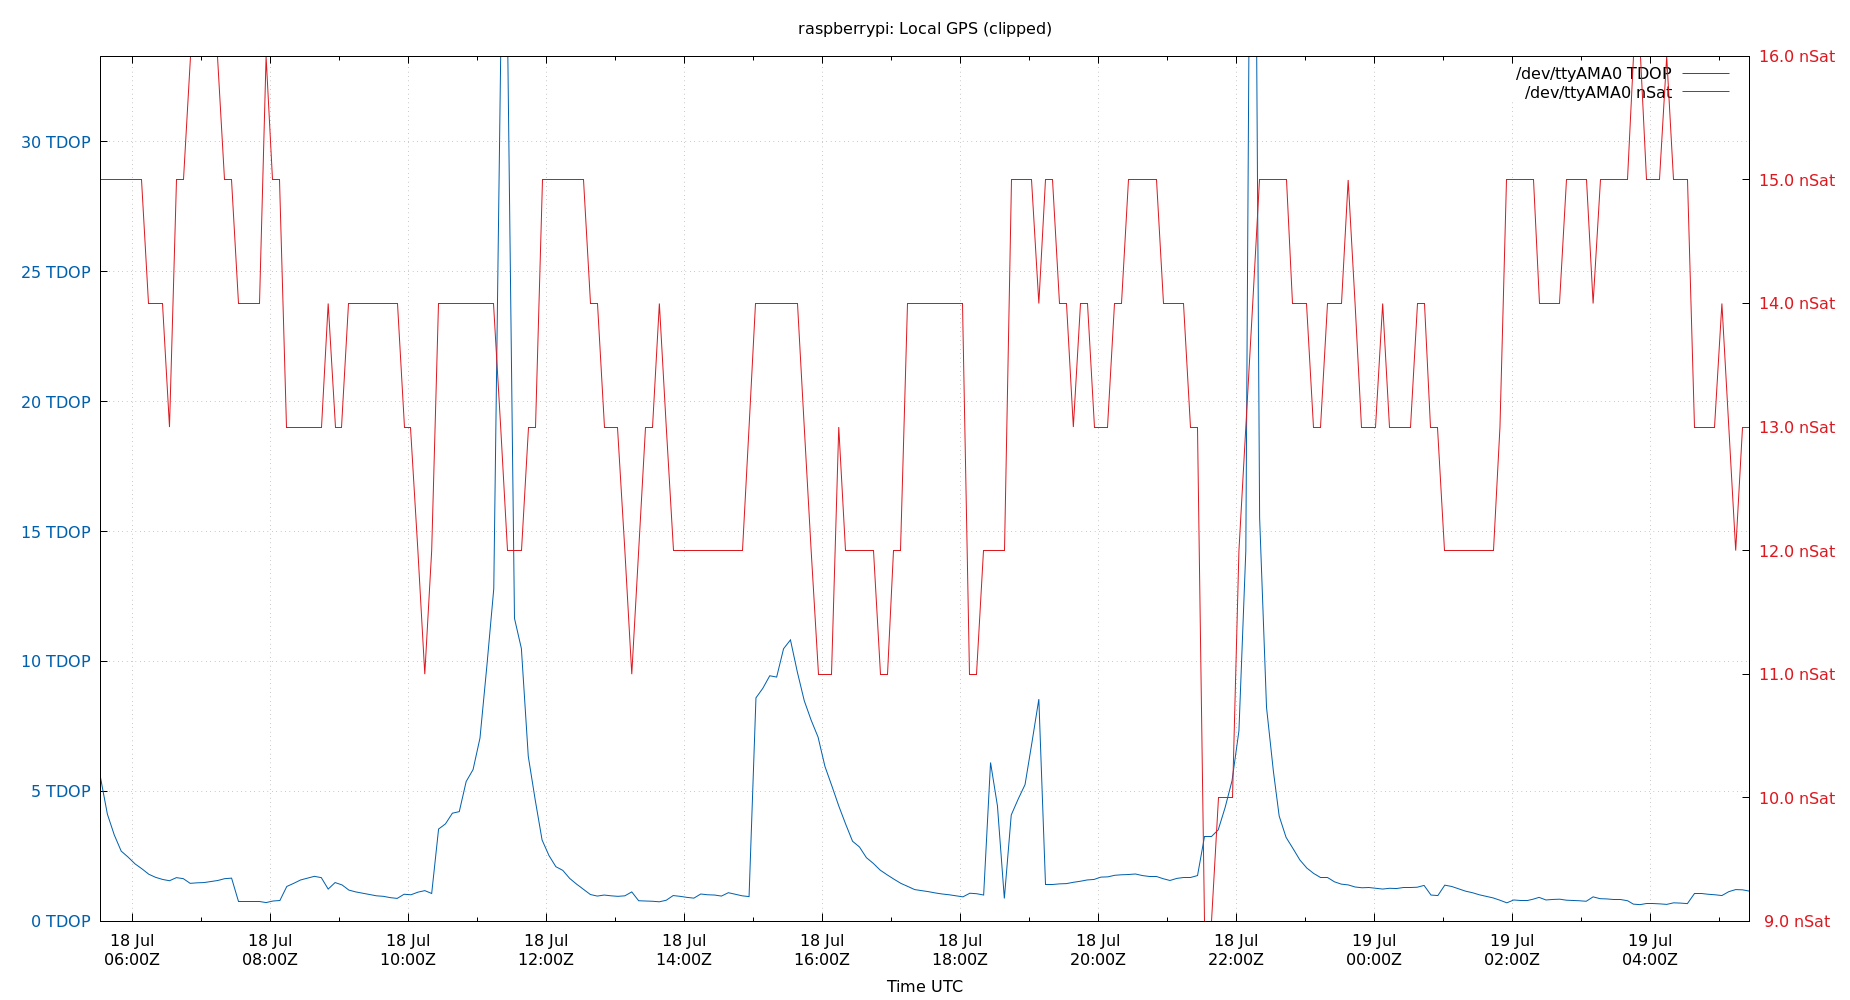 raspberrypi: Local GPS (clipped)
/dev/ttyAMA0 TDOP
/dev/ttyAMA0 nSat
30 TDOP
25 TDOP
20 TDOP
15 TDOP
10 TDOP
5 TDOP
0 TDOP
16.0 nSat
15.0 nSat
14.0 nSat
13.0 nSat
12.0 nSat
11.0 nSat
10.0 nSat
9.0 nSat
18 Jul
06:00Z
18 Jul
08:00Z
18 Jul
10:00Z
18 Jul
12:00Z
18 Jul
14:00Z
18 Jul
16:00Z
18 Jul
18:00Z
18 Jul
20:00Z
18 Jul
22:00Z
19 Jul
00:00Z
19 Jul
02:00Z
19 Jul
04:00Z
Time UTC